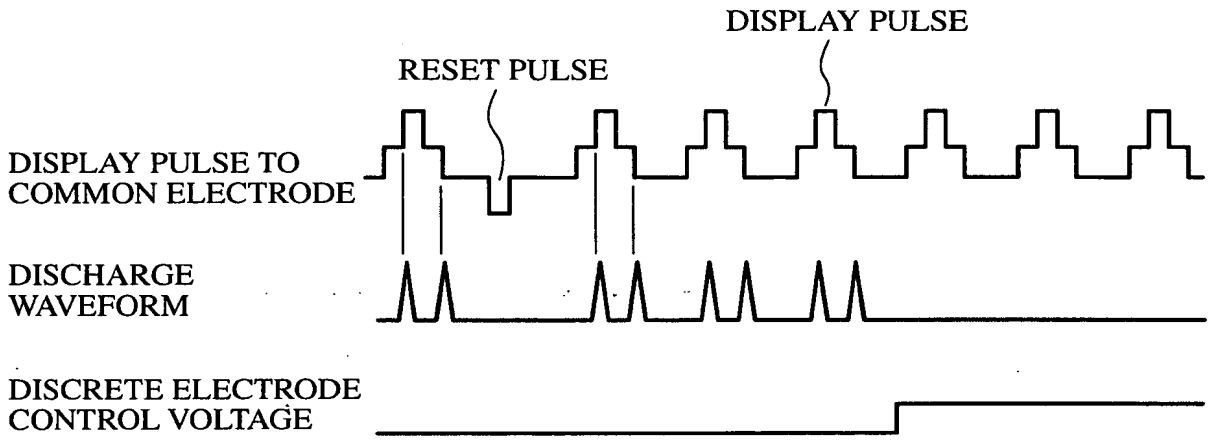 DISPLAY PULSE
RESET PULSE
DISPLAY PULSE TO
COMMON ELECTRODE
DISCHARGE
WAVEFORM
DISCRETE ELECTRODE
CONTROL VOLTAGE